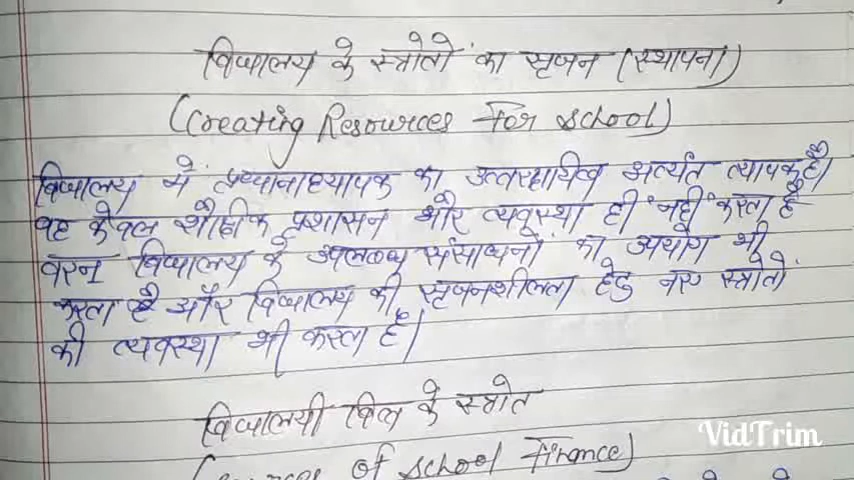 विद्यालय के स्त्रोतों का सृजन (स्थापना)
(Creating Resources For School)
विद्यालय में प्रधानाध्यापक का उत्तरदायित्व अत्यंत व्यापक है।
वह केवल शैक्षिक प्रशासन और व्यवस्था ही नहीं करता है
वरन विद्यालय के उपलब्ध संसाधनों का उपयोग भी
करता है और विद्यालय की सृजनशीलता हेतु नए स्त्रोतों
की व्यवस्था भी करता है।
विद्यालयी वित्त के स्त्रोत
of School Finance)
VidTrim